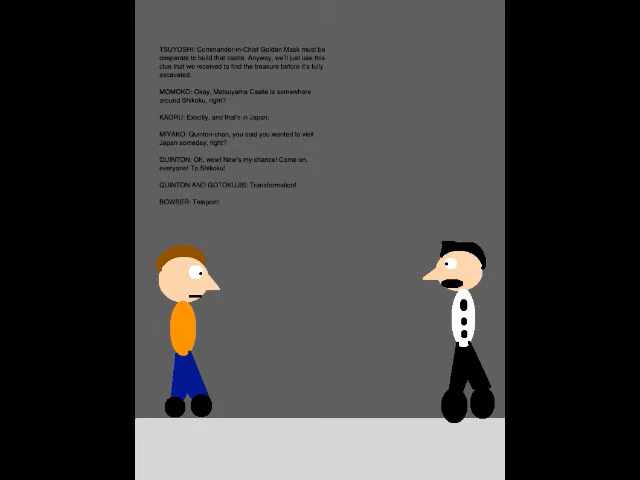 TSUYOSHI: Commander-in-Chief Golden Mask must be
desperate to build that castle. Anyway, we'll just use this
clue that we received to find the treasure before it's fully
excavated.
MOMOKO: Okay, Matsuyama Castle is somewhere
around Shikoku, right?
KAORU: Exactly, and that's in Japan.
MIYAKO: Quinton-chan, you said you wanted to visit
Japan someday, right?
QUINTON: Oh, wow! Now's my chance! Come on,
everyone! To Shikoku!
QUINTON AND GOTOKUJIS: Transformation!
BOWSER: Teleport!